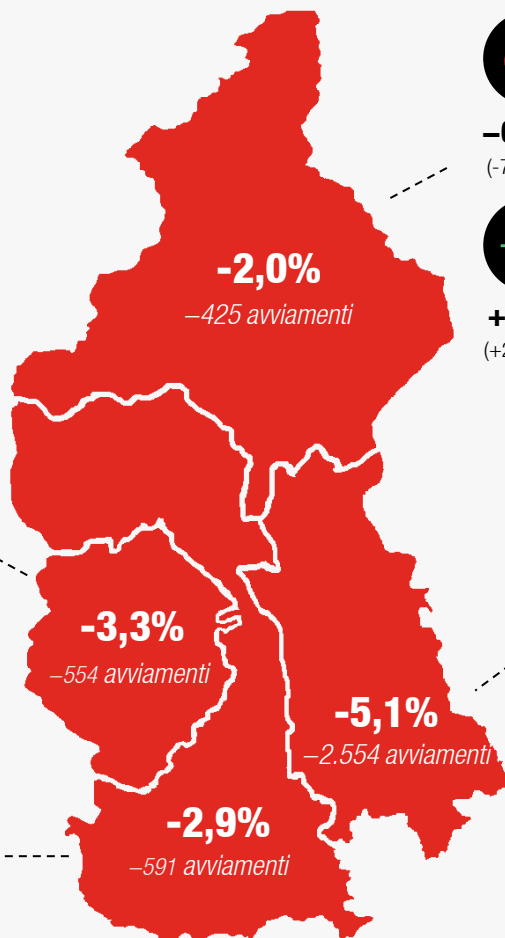 -2,0%
–425 avviamenti
-3,3%
–554 avviamenti
-5,1%
–2.554 avviamenti
-2,9%
–591 avviamenti